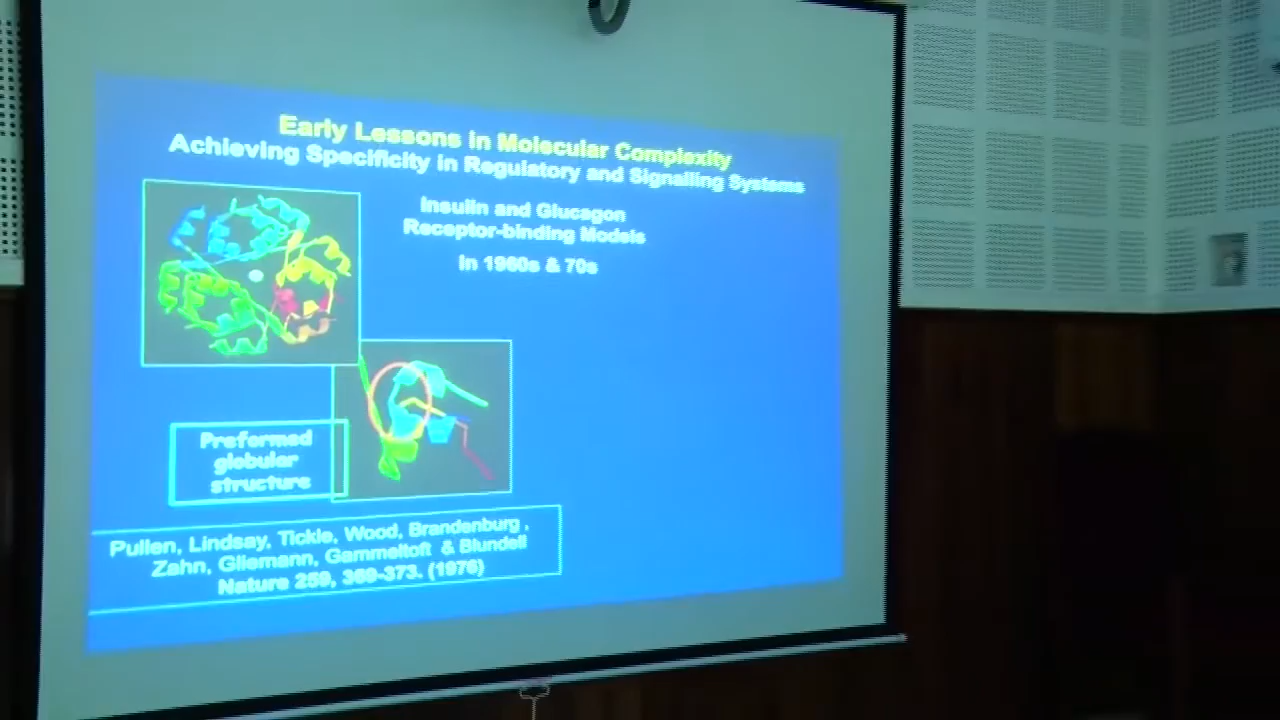 Early Lessons in Molecular Complexity
Achieving Specificity in Regulatory and Signalling Systems
Insulin and Glucagon
Receptor-binding Models
In 1960s & 70s
Preformed
globular
structure
Pullen, Lindsay, Tickle, Wood, Brandenburg ,
Zahn, Gliemann, Gammeltoft & Blundell
Nature 259, 369-373. (1976)